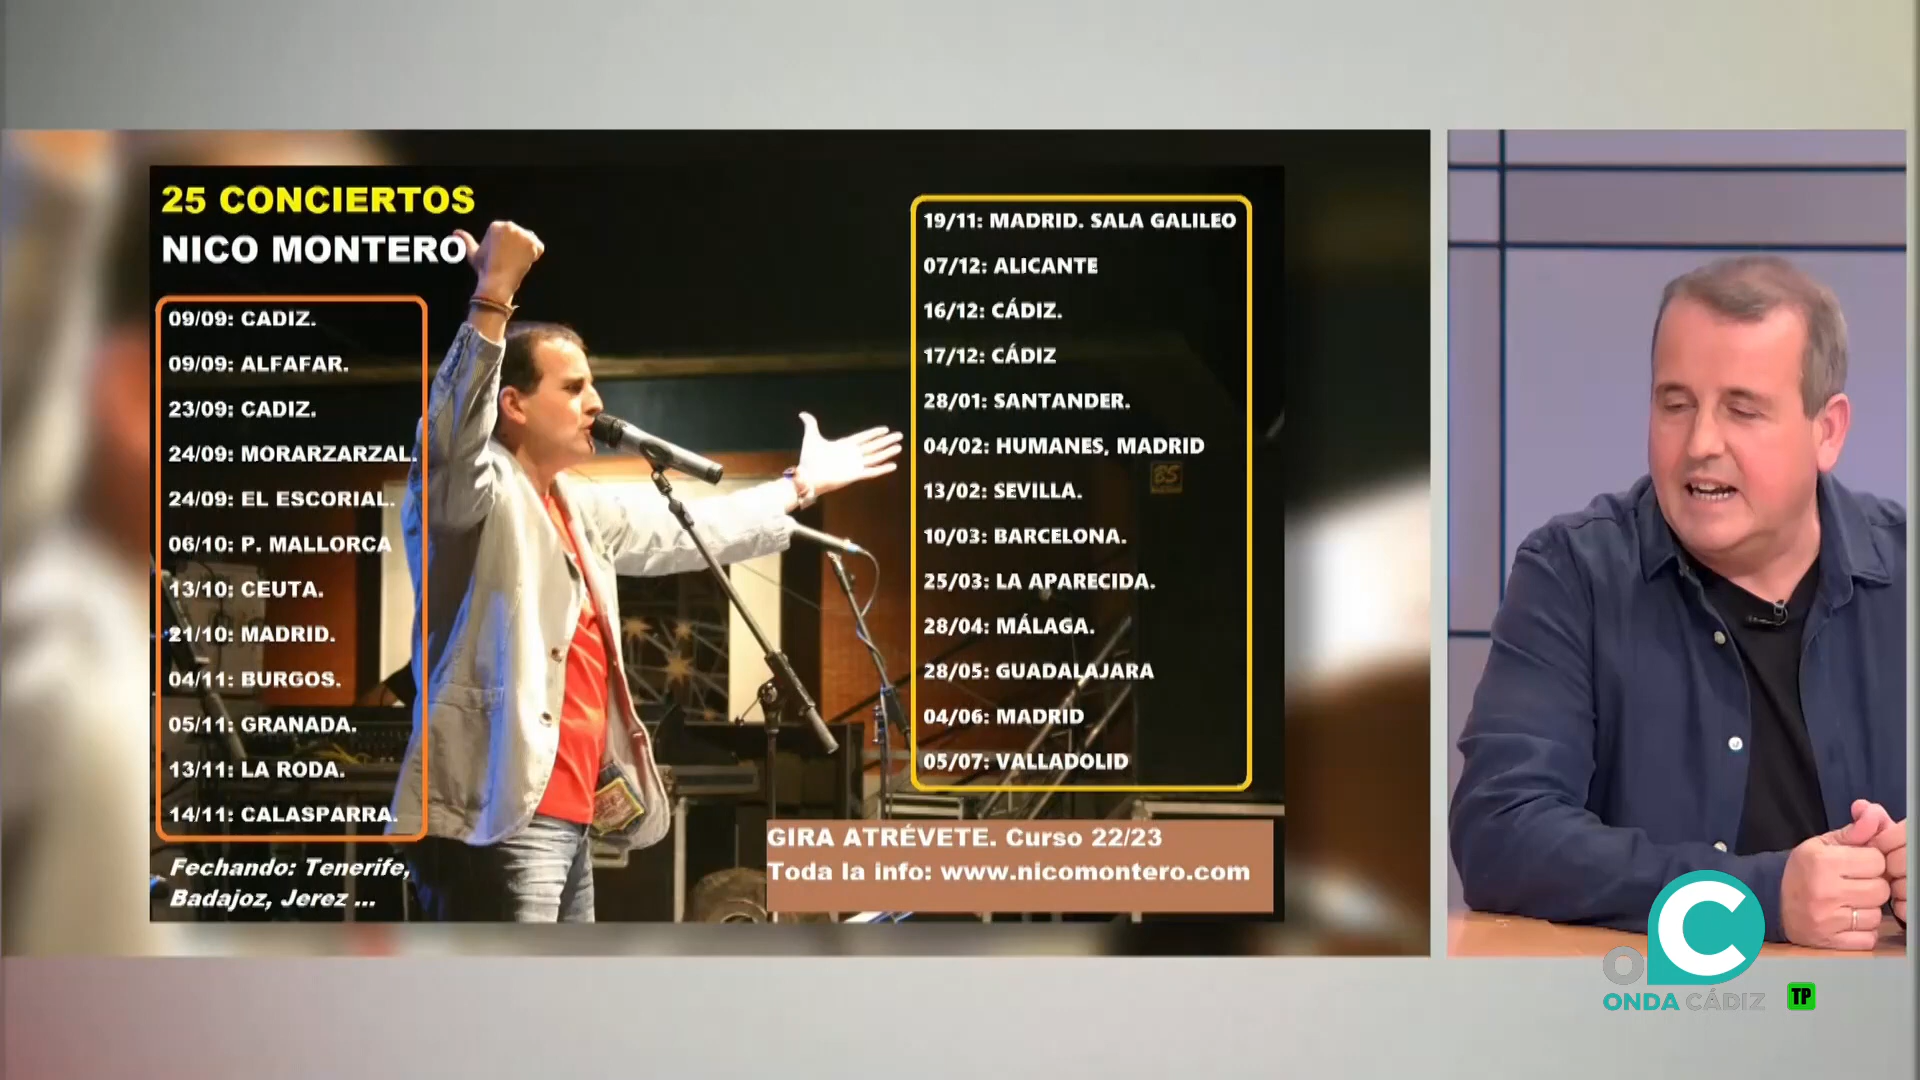 25 CONCIERTOS
NICO MONTERO
09/09: CADIZ.
09/09: ALFAFAR.
23/09: CADIZ.
24/09: MORARZARZAL.
24/09: EL ESCORIAL.
06/10: P. MALLORCA
13/10: CEUTA.
21/10: MADRID.
04/11: BURGOS.
05/11: GRANADA.
13/11: LA RODA.
14/11: CALASPARRA.
Fechando: Tenerife,
Badajoz, Jerez ...
19/11: MADRID. SALA GALILEO
07/12: ALICANTE
16/12: CÁDIZ.
17/12: CÁDIZ
28/01: SANTANDER.
04/02: HUMANES, MADRID
13/02: SEVILLA.
10/03: BARCELONA.
25/03: LA APARECIDA.
28/04: MÁLAGA.
28/05: GUADALAJARA
04/06: MADRID
05/07: VALLADOLID
BS
GIRA ATRÉVETE. Curso 22/23
Toda la info: www.nicomontero.com
OC
ONDA CÁDIZ
TP